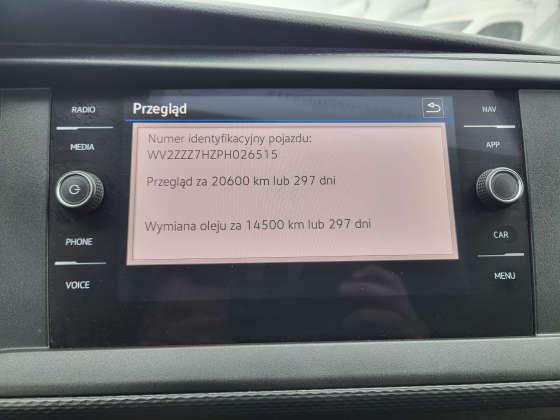 Przegląd
Numer identyfikacyjny pojazdu:
WV2ZZZ7HZPH026515
Przegląd za 20600 km lub 297 dni
Wymiana oleju za 14500 km lub 297 dni
RADIO
MEDIA
PHONE
VOICE
NAV
APP
CAR
MENU